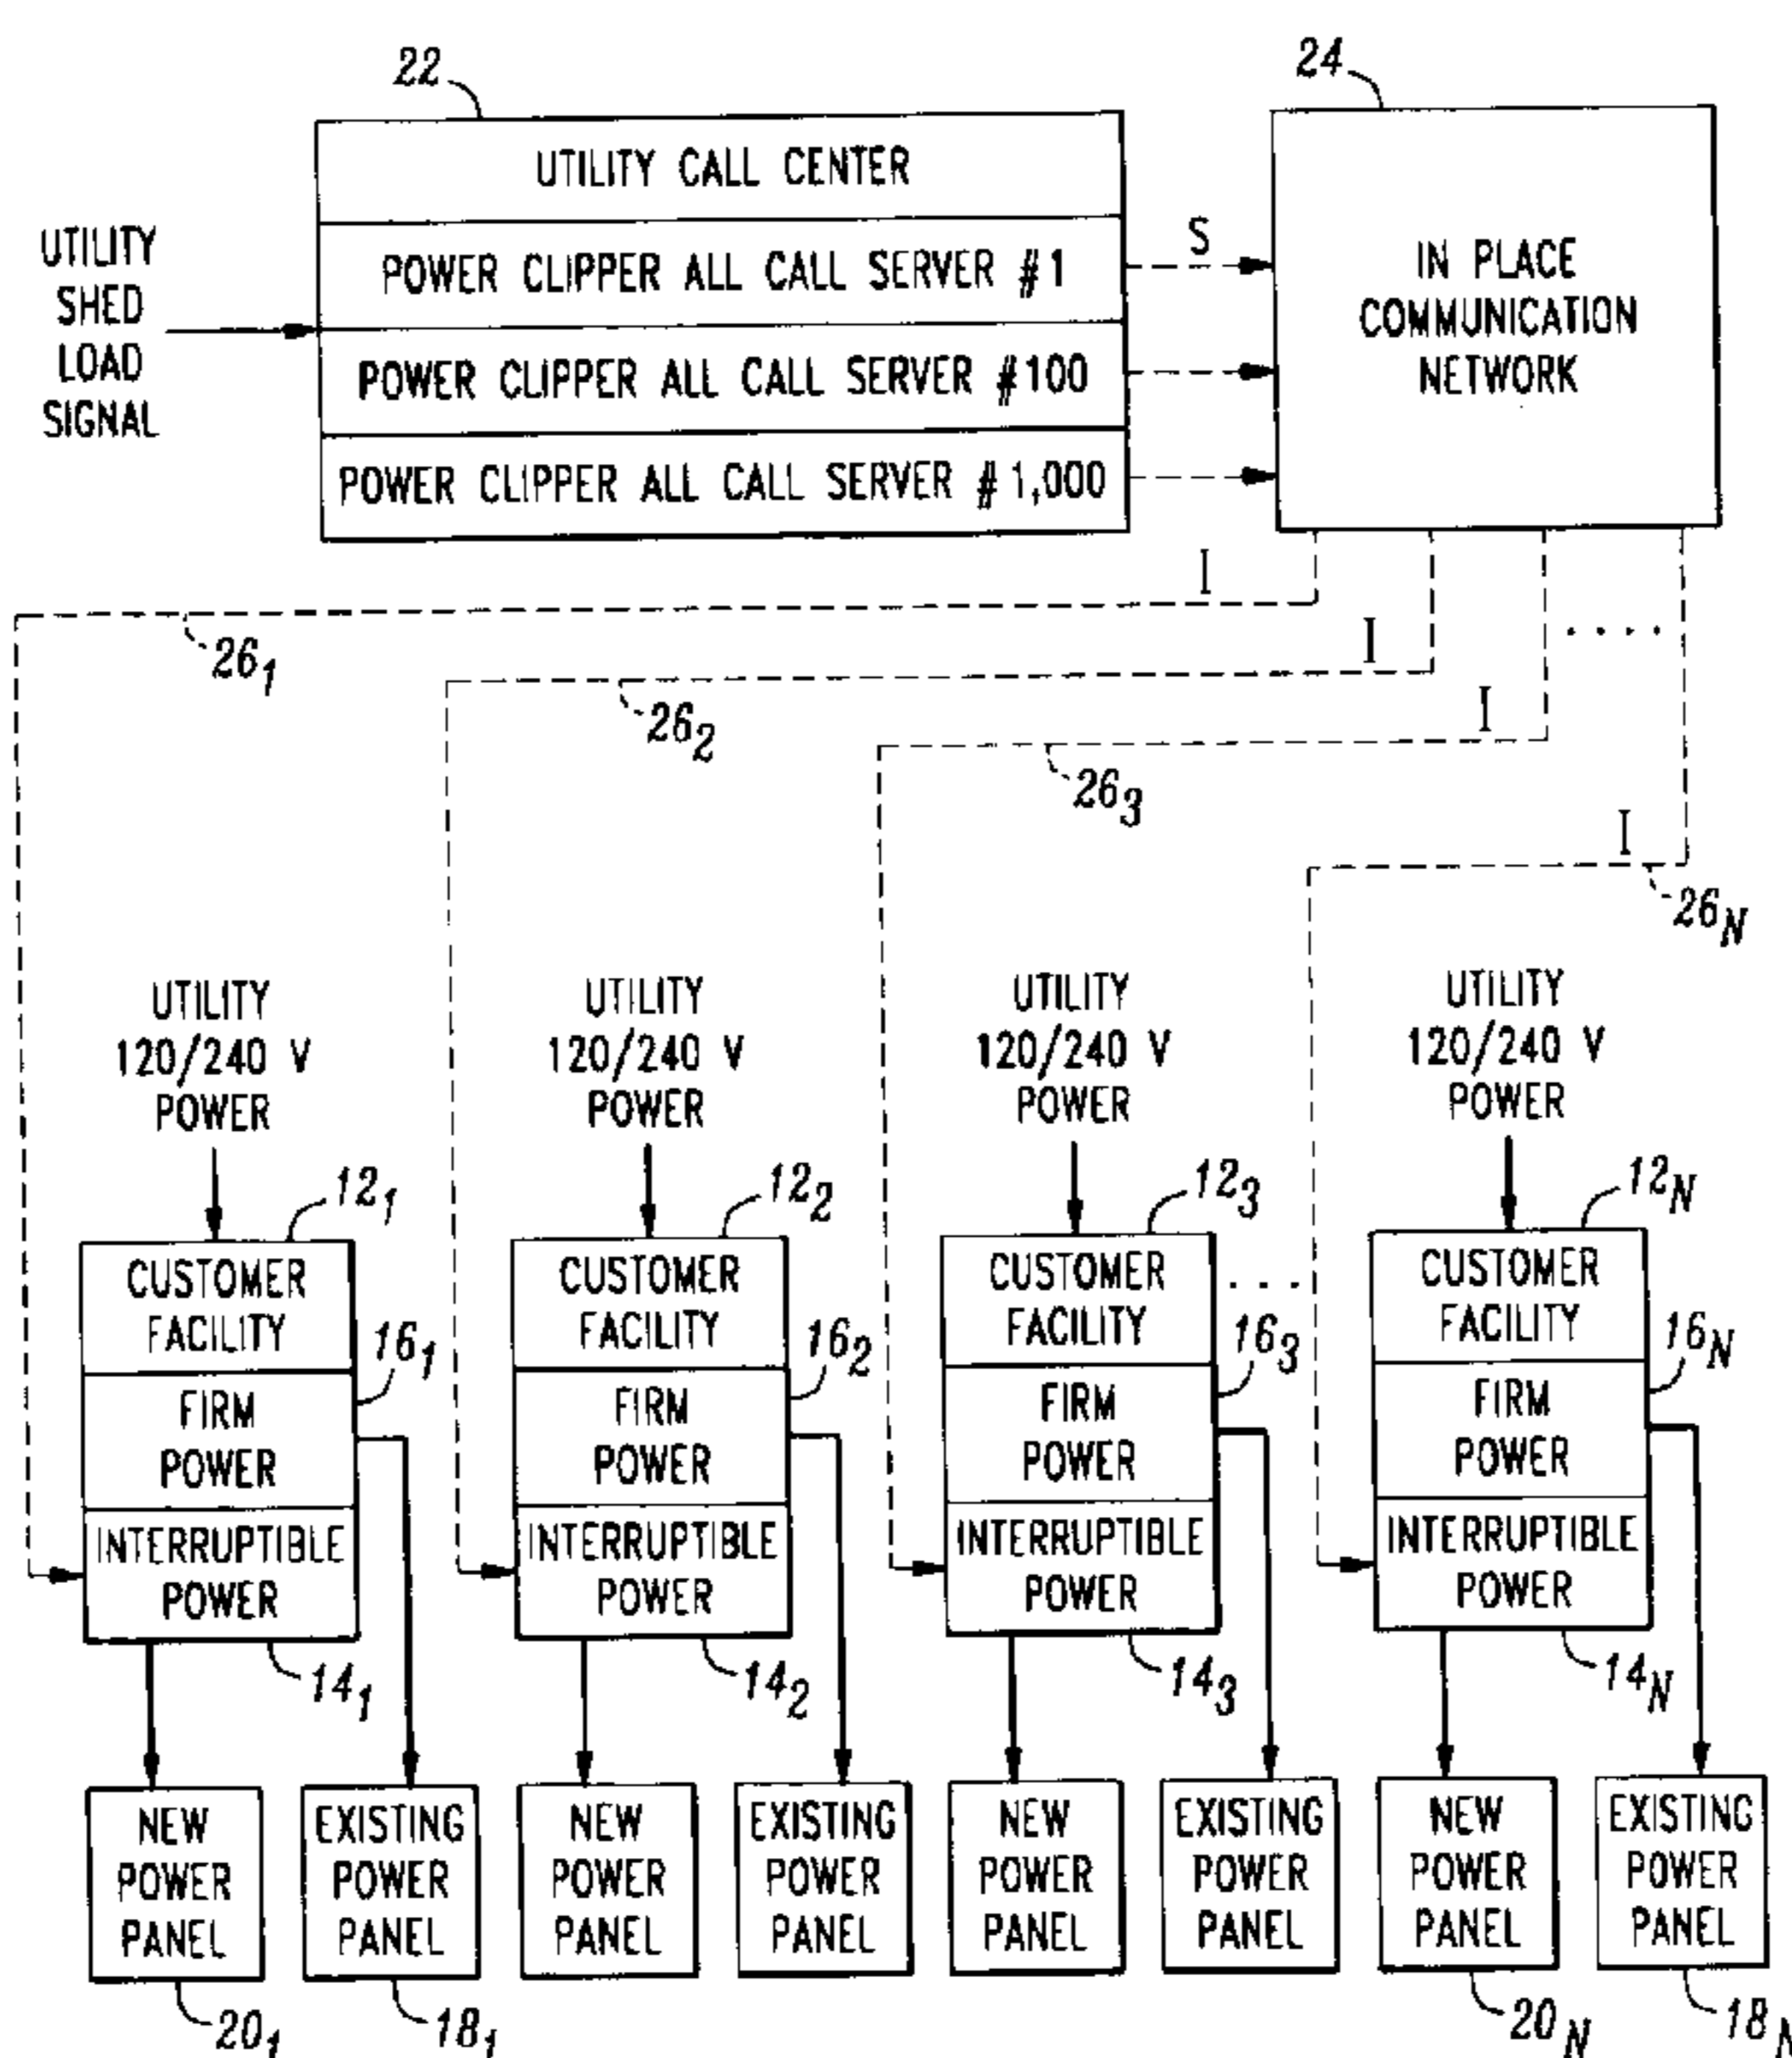 22
24
UTILITY CALL CENTER
POWER CLIPPER ALL CALL SERVER #1
POWER CLIPPER ALL CALL SERVER #100
POWER CLIPPER ALL CALL SERVER #1,000
UTILITY
SHED
LOAD
SIGNAL
S
IN PLACE
COMMUNICATION
NETWORK
I
I
I
I
....
26₁
26₂
26₃
26N
UTILITY
120/240 V
POWER
UTILITY
120/240 V
POWER
UTILITY
120/240 V
POWER
UTILITY
120/240 V
POWER
12₁
12₂
12₃
12N
CUSTOMER
FACILITY
CUSTOMER
FACILITY
CUSTOMER
FACILITY
...
CUSTOMER
FACILITY
16₁
16₂
16₃
16N
FIRM
POWER
FIRM
POWER
FIRM
POWER
FIRM
POWER
INTERRUPTIBLE
POWER
INTERRUPTIBLE
POWER
INTERRUPTIBLE
POWER
INTERRUPTIBLE
POWER
14₁
14₂
14₃
14N
NEW
POWER
PANEL
EXISTING
POWER
PANEL
NEW
POWER
PANEL
EXISTING
POWER
PANEL
NEW
POWER
PANEL
EXISTING
POWER
PANEL
NEW
POWER
PANEL
EXISTING
POWER
PANEL
20₁
18₁
20N
18N